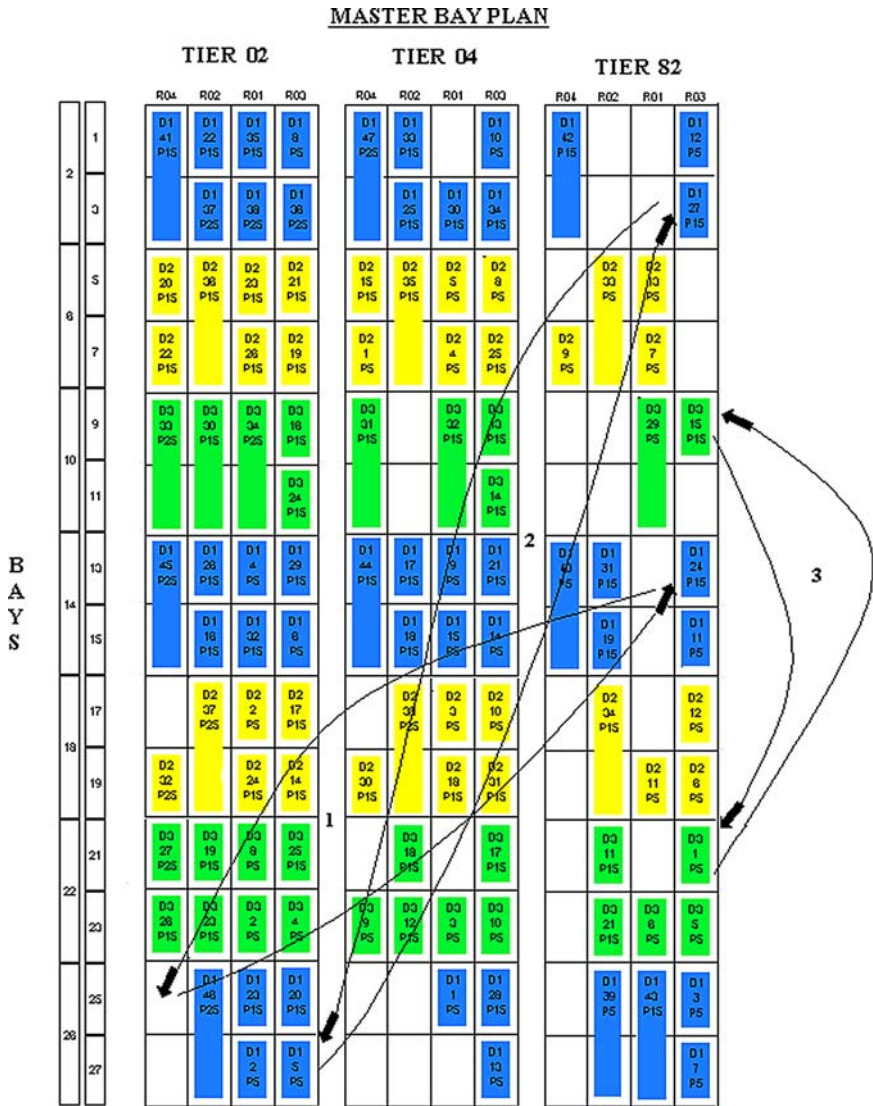 MASTER BAY PLAN
TIER 02 TIER 04 TIER 82
R04 R02 R01 R03 R04 R02 R01 R03 R04 R02 R01 R03
D1 D1 D1 D1 D1 D1 D1 D1 D1
1 41 22 35 8 47 33 10 42 12
P1S P1S P1S PS P2S P1S PS P1S PS
2
D1 D1 D1 D1 D1 D1 D1
3 37 38 36 25 30 34 27
P2S P2S P2S P1S P1S P1S P1S
D2 D2 D2 D2 D2 D2 D2 D2 D2 D2
5 20 38 23 21 15 35 5 8 33 13
P1S P1S P1S P1S P1S P1S PS PS PS PS
6
D2 D2 D2 D2 D2 D2 D2 D2
7 22 26 19 1 4 25 9 7
P1S P1S P1S PS PS P1S PS PS
D3 D3 D3 D3 D3 D3 D3 D3 D3
9 33 30 34 16 31 32 13 29 15
P2S P1S P2S P1S P1S P1S P1S PS P1S
10
D3 D3
11 24 14
P1S P1S
2
D1 D1 D1 D1 D1 D1 D1 D1 D1 D1
13 45 26 4 29 44 17 9 21 40 31 24
P2S P1S PS P1S P1S P1S PS P1S PS P1S P1S
3
BAYS
14
D1 D1 D1 D1 D1 D1 D1 D1
15 16 32 6 18 15 14 19 11
P1S P1S PS P1S PS PS P1S PS
D2 D2 D2 D2 D2 D2 D2 D2
17 37 2 17 38 3 10 34 12
P2S PS P1S P2S PS PS P1S PS
18
D2 D2 D2 D2 D2 D2 D2 D2
19 32 24 14 30 18 31 11 6
P2S P1S P1S P1S P1S P1S PS PS
1
D3 D3 D3 D3 D3 D3 D3 D3
21 27 19 8 25 18 17 11 1
P2S P1S PS P1S P1S P1S P1S PS
22
D3 D3 D3 D3 D3 D3 D3 D3 D3 D3 D3
23 26 23 2 4 9 12 3 10 21 6 5
P1S P1S PS PS PS P1S PS PS P1S PS PS
D1 D1 D1 D1 D1 D1 D1 D1
25 46 23 20 1 28 39 43 3
P2S P1S P1S PS P1S PS P1S PS
26
D1 D1 D1 D1
27 2 5 13 7
PS PS PS PS